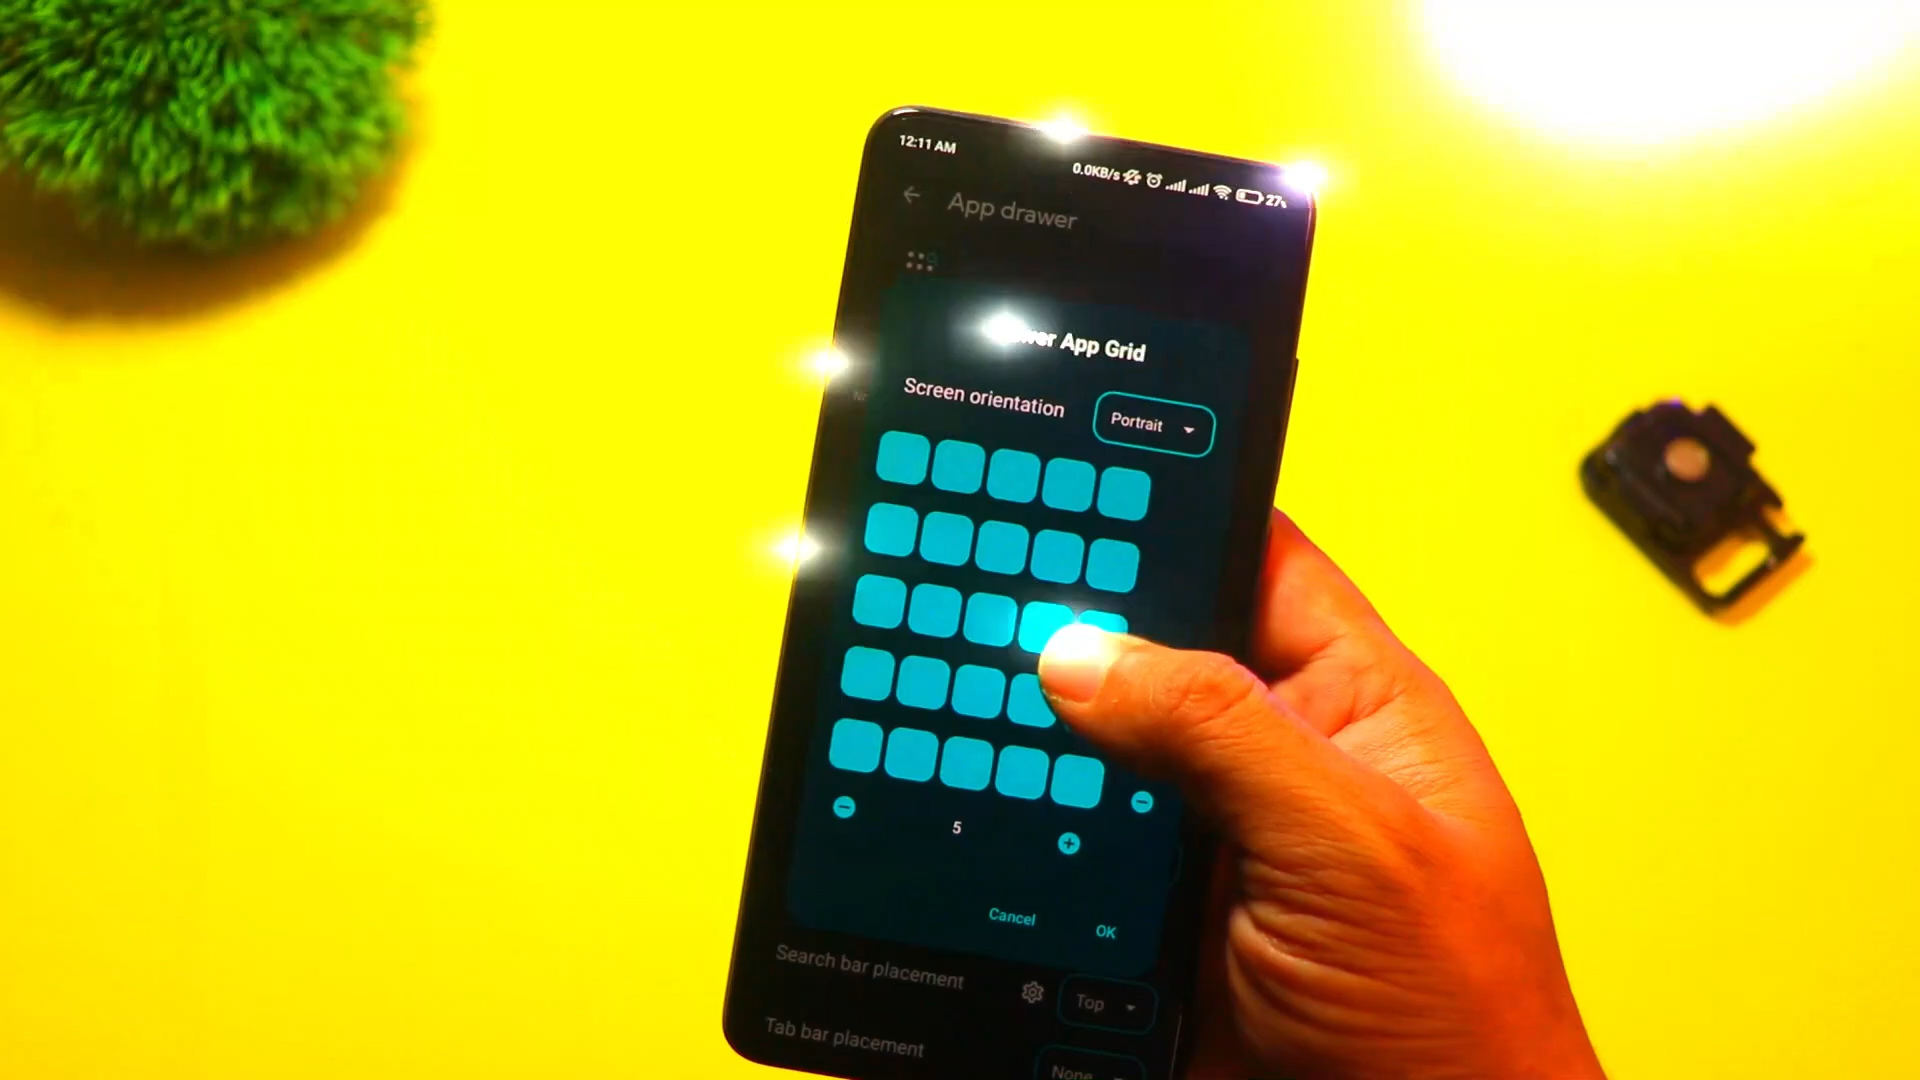 12:11 AM
0.0KB/s 27%
App drawer
App Grid
Screen orientation
Portrait
5
Cancel
OK
Search bar placement
Top
Tab bar placement
None